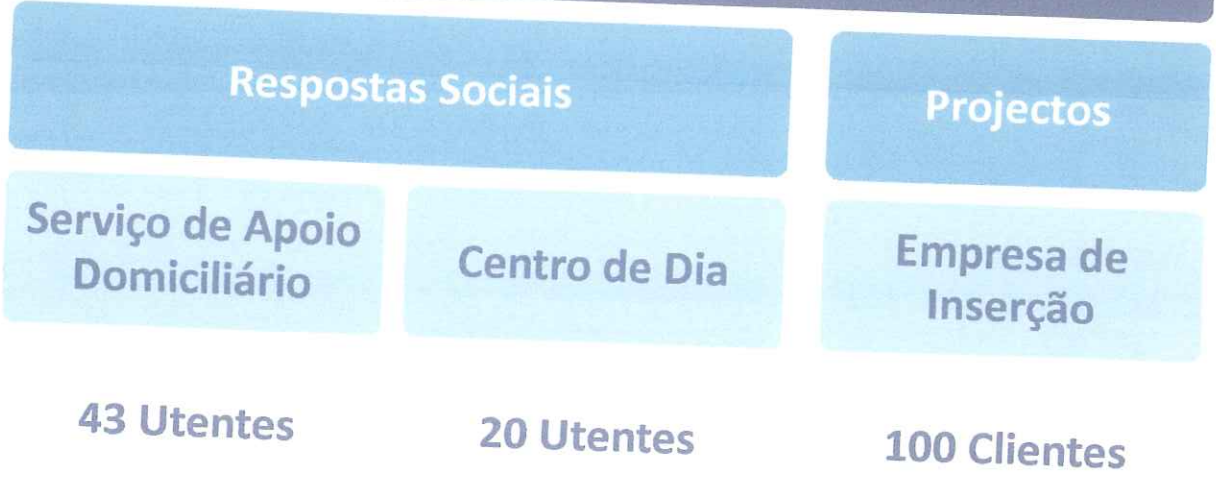 Respostas Sociais
Projectos
Serviço de Apoio
Domiciliário
Centro de Dia
Empresa de
Inserção
43 Utentes
20 Utentes
100 Clientes